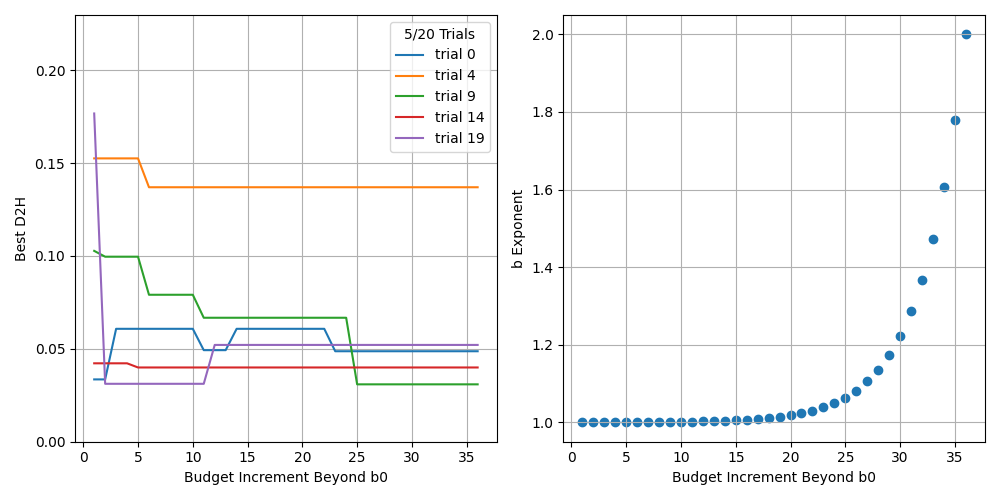 5/20 Trials
trial 0
trial 4
trial 9
trial 14
trial 19
Best D2H
0.20
0.15
0.10
0.05
0.00
0 5 10 15 20 25 30 35
Budget Increment Beyond b0
b Exponent
2.0
1.8
1.6
1.4
1.2
1.0
0 5 10 15 20 25 30 35
Budget Increment Beyond b0